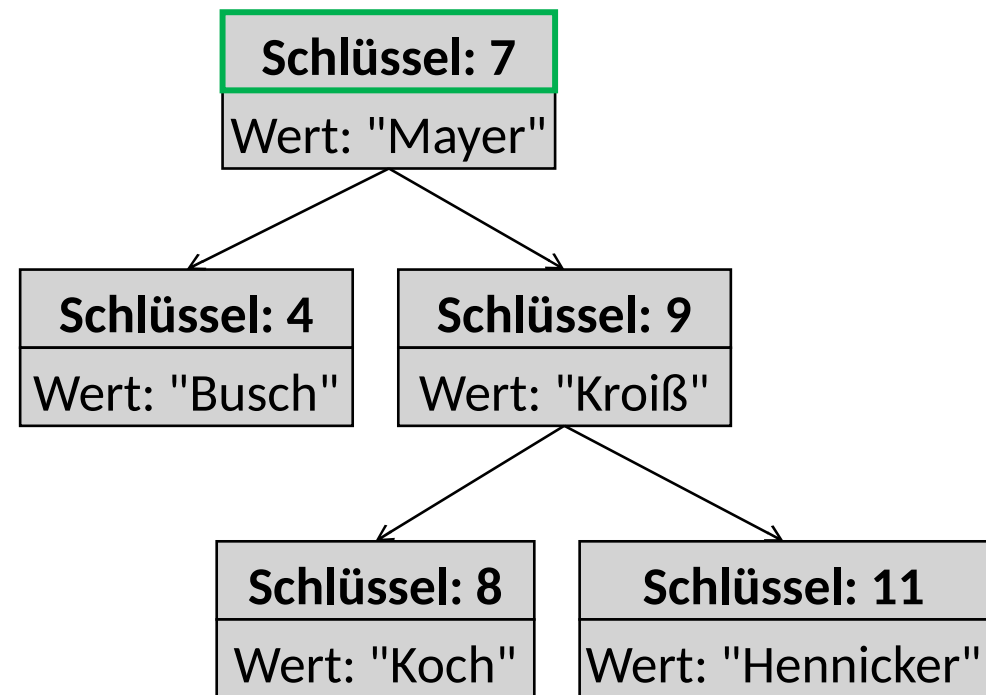 Schlüssel: 7
Wert: "Mayer"
Schlüssel: 4
Wert: "Busch"
Schlüssel: 9
Wert: "Kroiß"
Schlüssel: 8
Wert: "Koch"
Schlüssel: 11
Wert: "Hennicker"